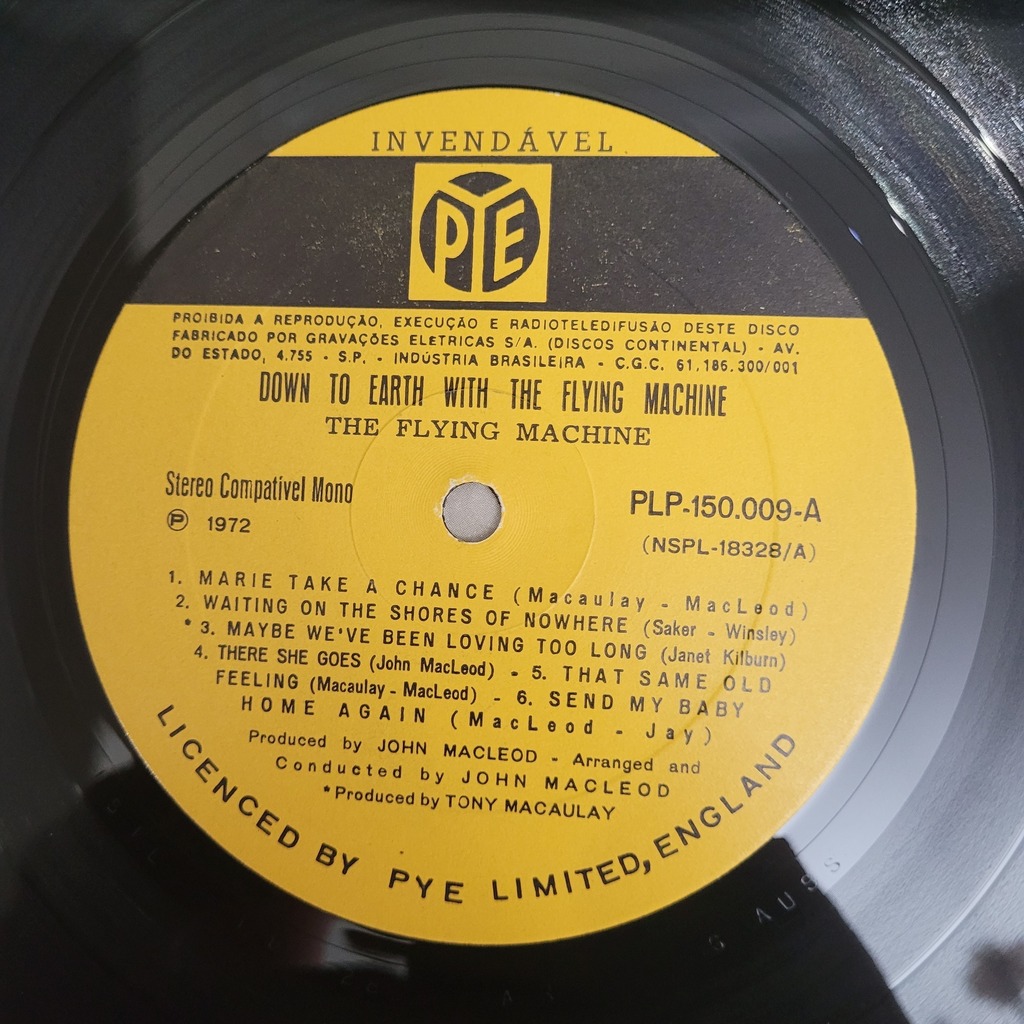 INVENDÁVEL
PYE
PROIBIDA A REPRODUÇÃO, EXECUÇÃO E RADIOTELEDIFUSÃO DESTE DISCO
FABRICADO POR GRAVAÇÕES ELETRICAS S/A. (DISCOS CONTINENTAL) - AV.
DO ESTADO, 4.755 - S.P. - INDÚSTRIA BRASILEIRA - C.G.C. 61.186.300/001
DOWN TO EARTH WITH THE FLYING MACHINE
THE FLYING MACHINE
Stereo Compatível Mono
PLP-150.009-A
Ⓟ 1972
(NSPL-18328/A)
1. MARIE TAKE A CHANCE (Macaulay - MacLeod)
2. WAITING ON THE SHORES OF NOWHERE (Saker - Winsley)
* 3. MAYBE WE'VE BEEN LOVING TOO LONG (Janet Kilburn)
4. THERE SHE GOES (John MacLeod) - 5. THAT SAME OLD
FEELING (Macaulay - MacLeod) - 6. SEND MY BABY
HOME AGAIN (MacLeod - Jay)
Produced by JOHN MACLEOD - Arranged and
Conducted by JOHN MACLEOD
*Produced by TONY MACAULAY
LICENCED BY PYE LIMITED, ENGLAND
GAUSS